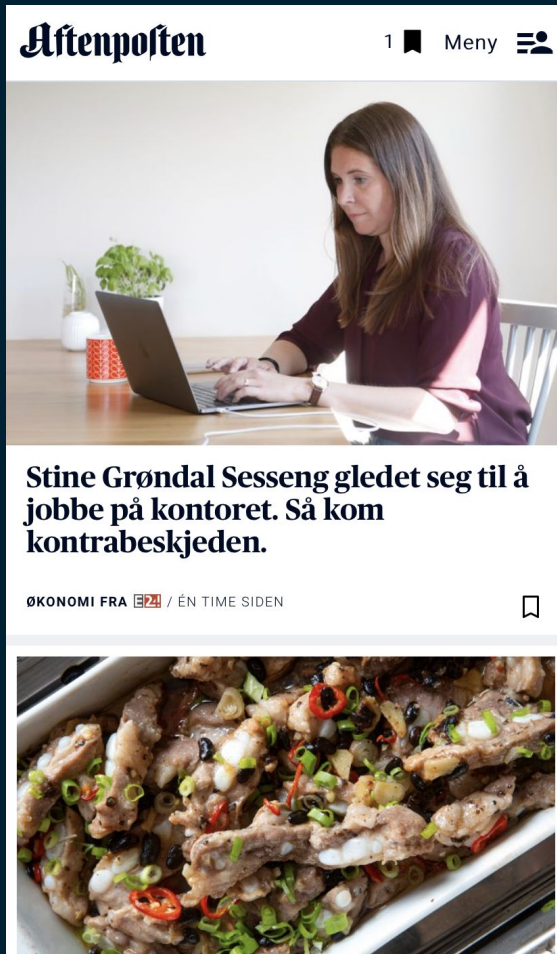 Aftenposten
1 Meny
Stine Grøndal Sesseng gledet seg til å
jobbe på kontoret. Så kom
kontrabeskjeden.
ØKONOMI FRA E24 / ÉN TIME SIDEN